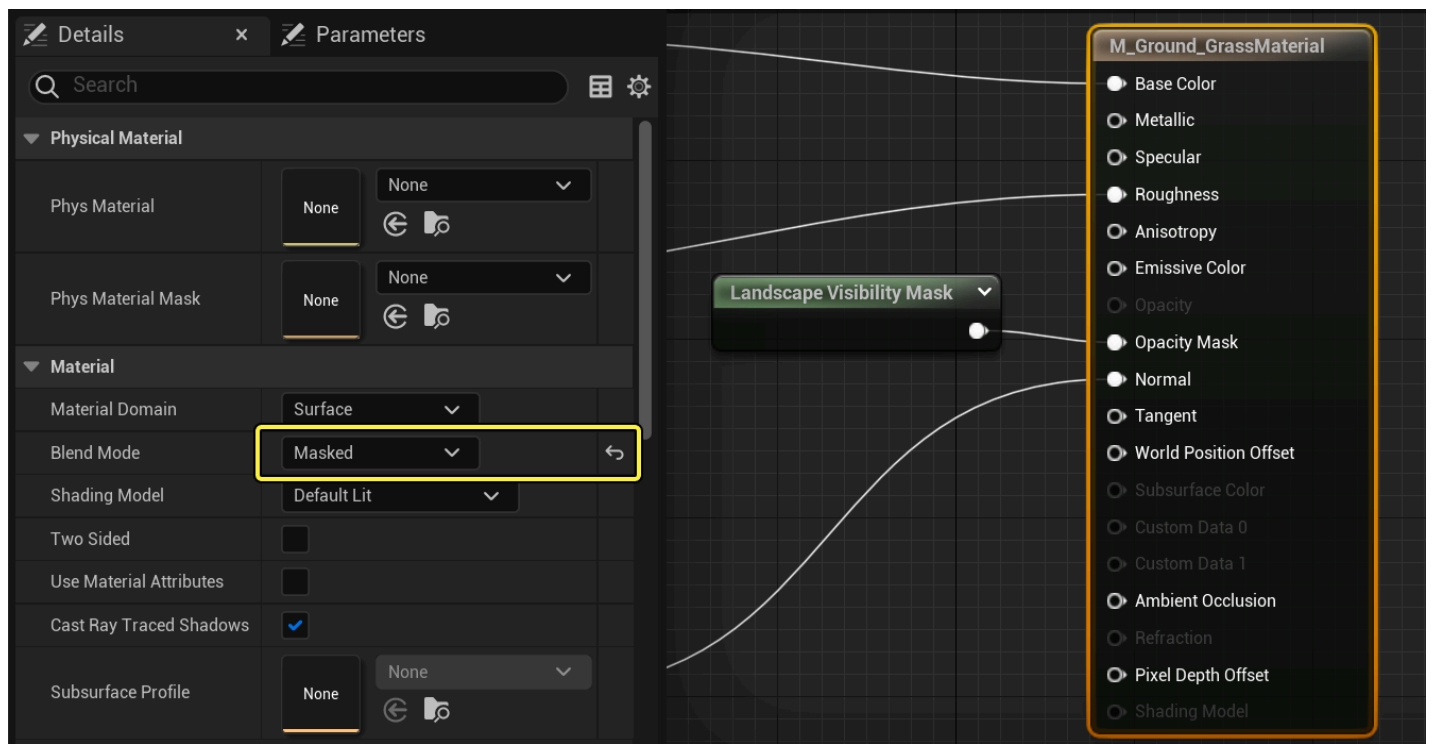 Details
Parameters
Search
Physical Material
Phys Material
None
None
Phys Material Mask
None
None
Material
Material Domain
Surface
Blend Mode
Masked
Shading Model
Default Lit
Two Sided
Use Material Attributes
Cast Ray Traced Shadows
Subsurface Profile
None
None
Landscape Visibility Mask
M_Ground_GrassMaterial
Base Color
Metallic
Specular
Roughness
Anisotropy
Emissive Color
Opacity
Opacity Mask
Normal
Tangent
World Position Offset
Subsurface Color
Custom Data 0
Custom Data 1
Ambient Occlusion
Refraction
Pixel Depth Offset
Shading Model